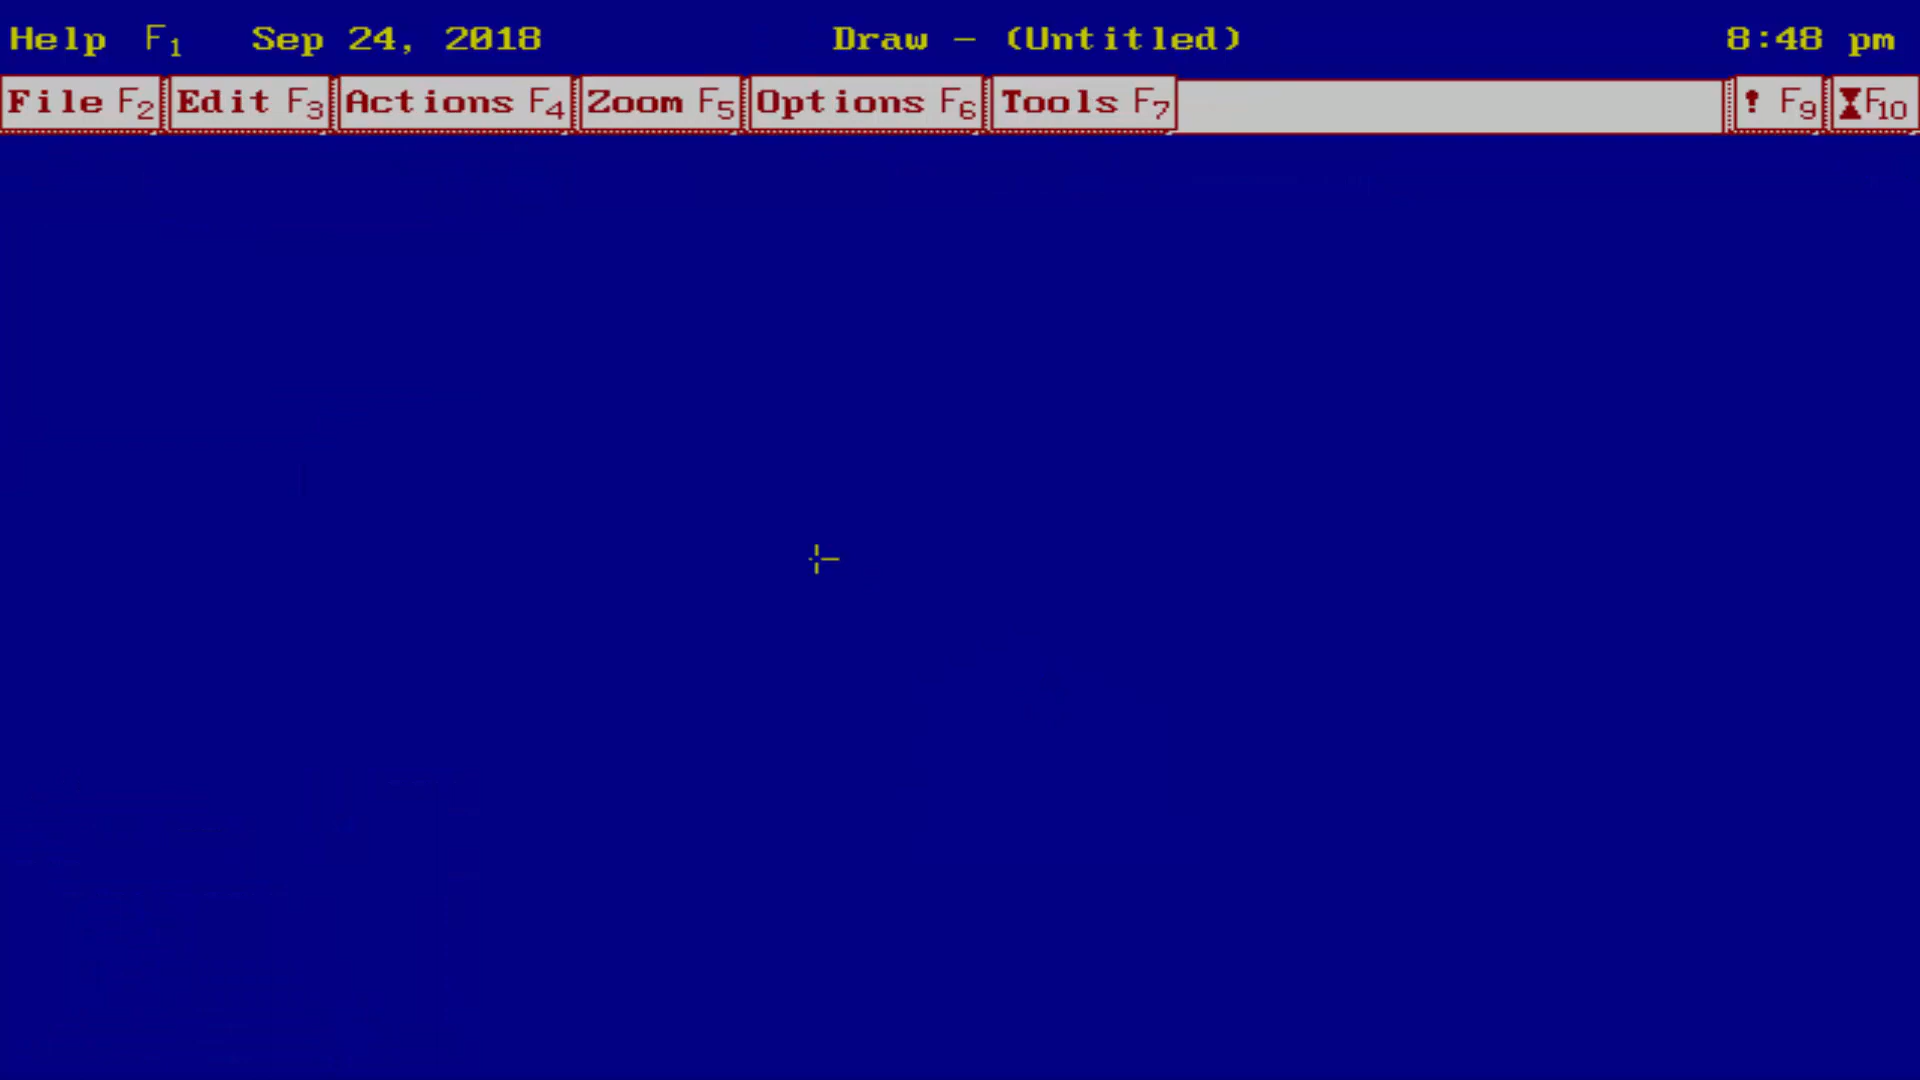 Help F1 Sep 24, 2018 Draw - (Untitled) 8:48 pm
File F2 Edit F3 Actions F4 Zoom F5 Options F6 Tools F7 ! F9 F10